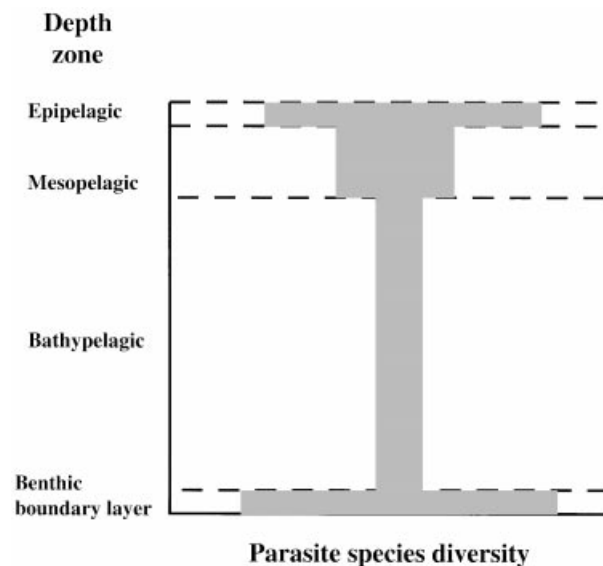 Depth
zone
Epipelagic
Mesopelagic
Bathypelagic
Benthic
boundary layer
Parasite species diversity